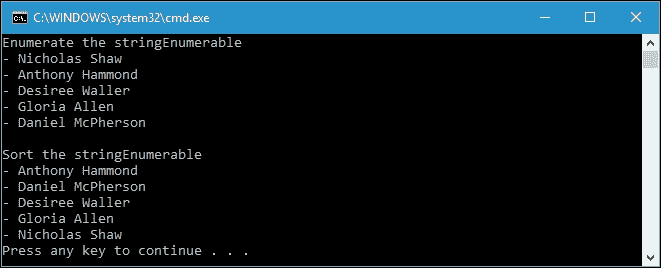 C:\WINDOWS\system32\cmd.exe
Enumerate the stringEnumerable
- Nicholas Shaw
- Anthony Hammond
- Desiree Waller
- Gloria Allen
- Daniel McPherson
Sort the stringEnumerable
- Anthony Hammond
- Daniel McPherson
- Desiree Waller
- Gloria Allen
- Nicholas Shaw
Press any key to continue . . .